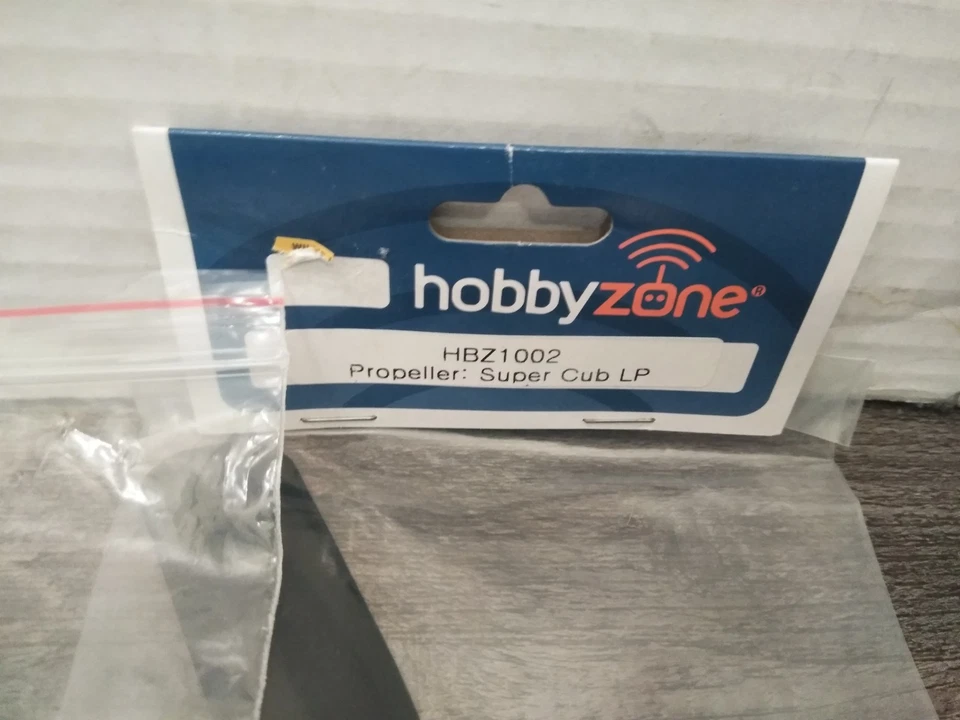 hobbyzone®
HBZ1002
Propeller: Super Cub LP